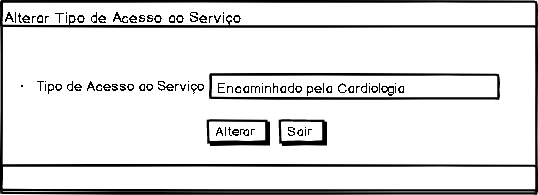 Alterar Tipo de Acesso ao Serviço
· Tipo de Acesso ao Serviço Encaminhado pela Cardiologia
Alterar Sair